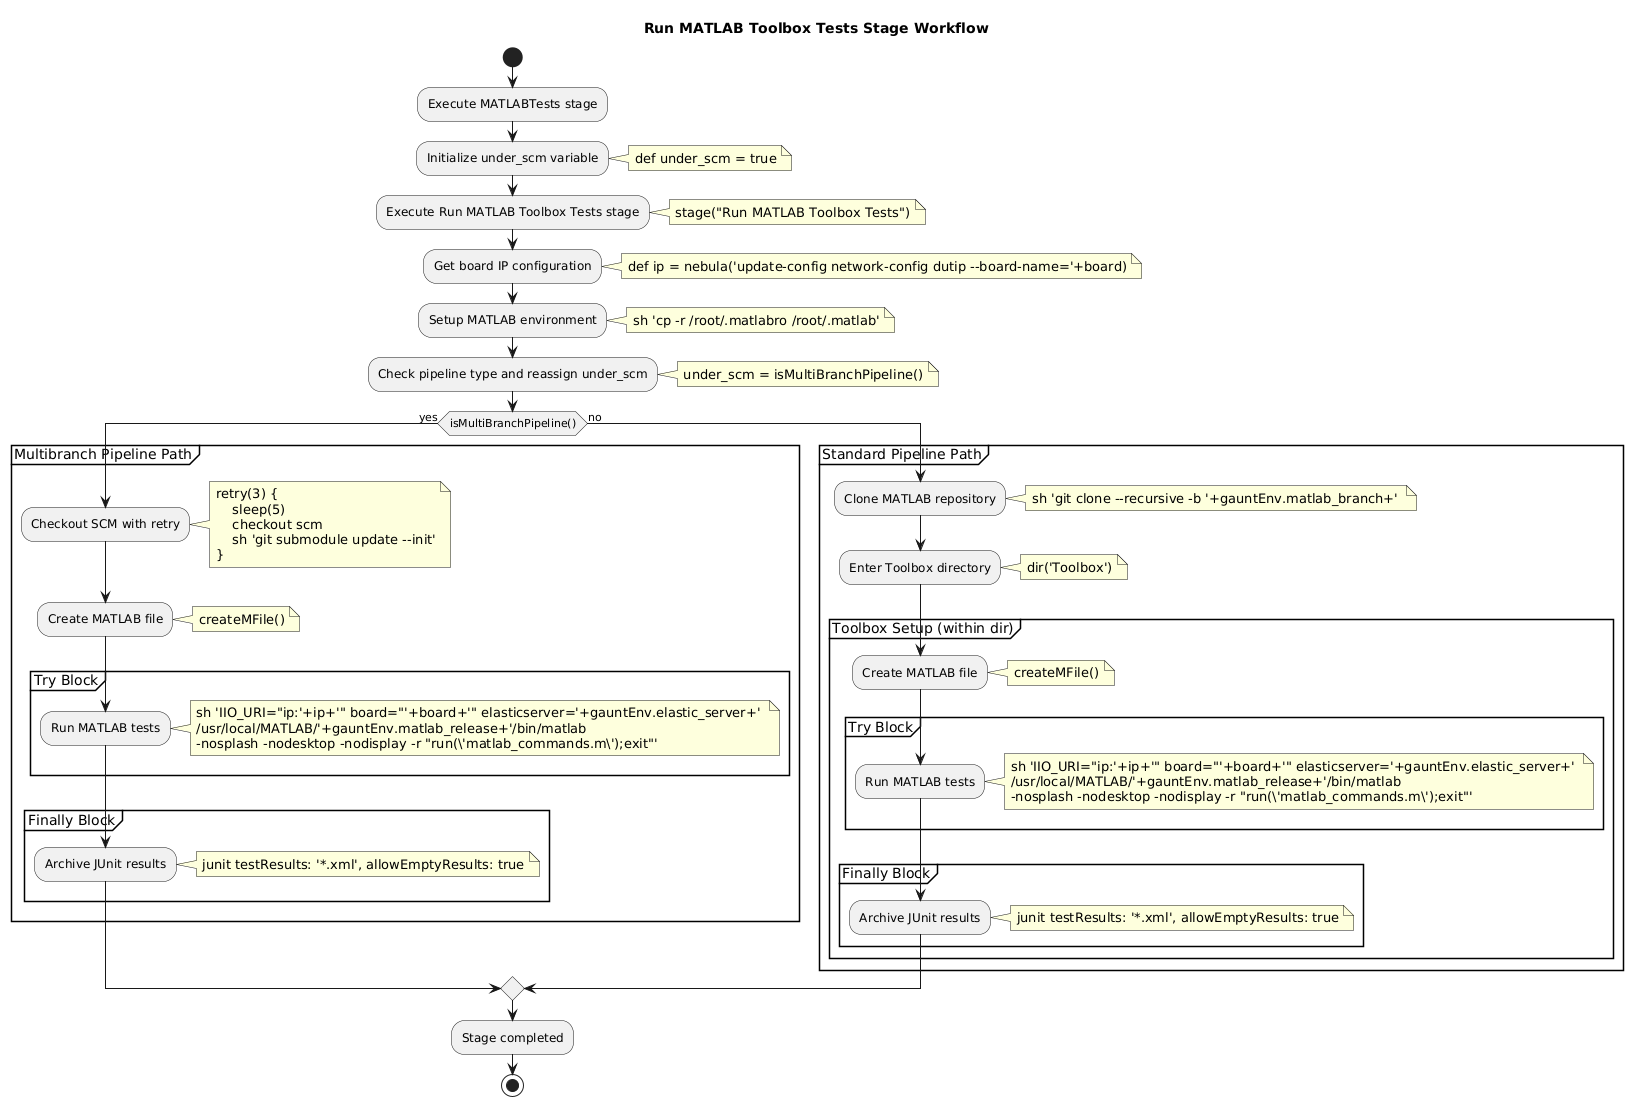 Run MATLAB Toolbox Tests Stage Workflow
Execute MATLABTests stage
Initialize under_scm variable
def under_scm = true
Execute Run MATLAB Toolbox Tests stage
stage("Run MATLAB Toolbox Tests")
Get board IP configuration
def ip = nebula('update-config network-config dutip --board-name='+board)
Setup MATLAB environment
sh 'cp -r /root/.matlabro /root/.matlab'
Check pipeline type and reassign under_scm
under_scm = isMultiBranchPipeline()
yes
isMultiBranchPipeline()
no
Multibranch Pipeline Path
Checkout SCM with retry
retry(3) {
sleep(5)
checkout scm
sh 'git submodule update --init'
}
Create MATLAB file
createMFile()
Try Block
Run MATLAB tests
sh 'IIO_URI="ip:'+ip+'" board="'+board+'" elasticserver='+gauntEnv.elastic_server+'
/usr/local/MATLAB/'+gauntEnv.matlab_release+'/bin/matlab
-nosplash -nodesktop -nodisplay -r "run(\'matlab_commands.m\');exit"'
Finally Block
Archive JUnit results
junit testResults: '*.xml', allowEmptyResults: true
Standard Pipeline Path
Clone MATLAB repository
sh 'git clone --recursive -b '+gauntEnv.matlab_branch+'
Enter Toolbox directory
dir('Toolbox')
Toolbox Setup (within dir)
Create MATLAB file
createMFile()
Try Block
Run MATLAB tests
sh 'IIO_URI="ip:'+ip+'" board="'+board+'" elasticserver='+gauntEnv.elastic_server+'
/usr/local/MATLAB/'+gauntEnv.matlab_release+'/bin/matlab
-nosplash -nodesktop -nodisplay -r "run(\'matlab_commands.m\');exit"'
Finally Block
Archive JUnit results
junit testResults: '*.xml', allowEmptyResults: true
Stage completed